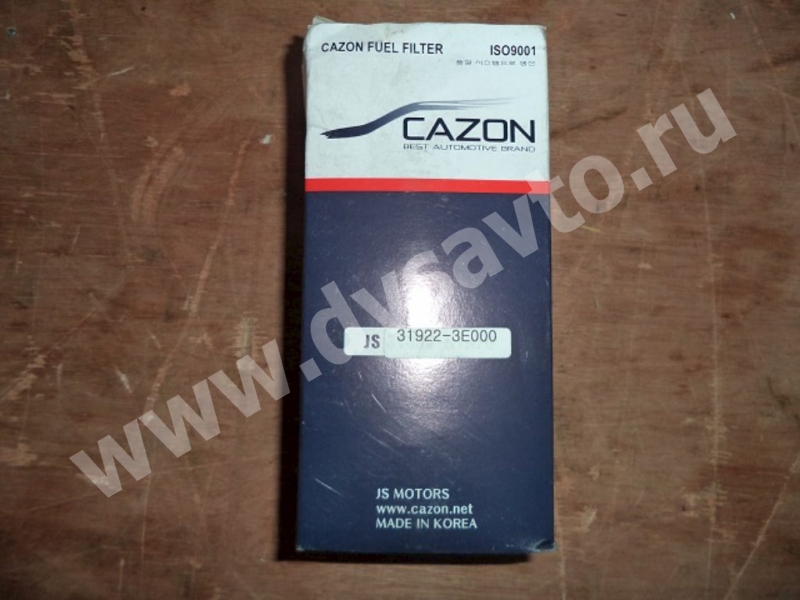 CAZON FUEL FILTER ISO9001
CAZON
BEST AUTOMOTIVE BRAND
www.dvsavto.ru
JS 31922-3E000
JS MOTORS
www.cazon.net
MADE IN KOREA